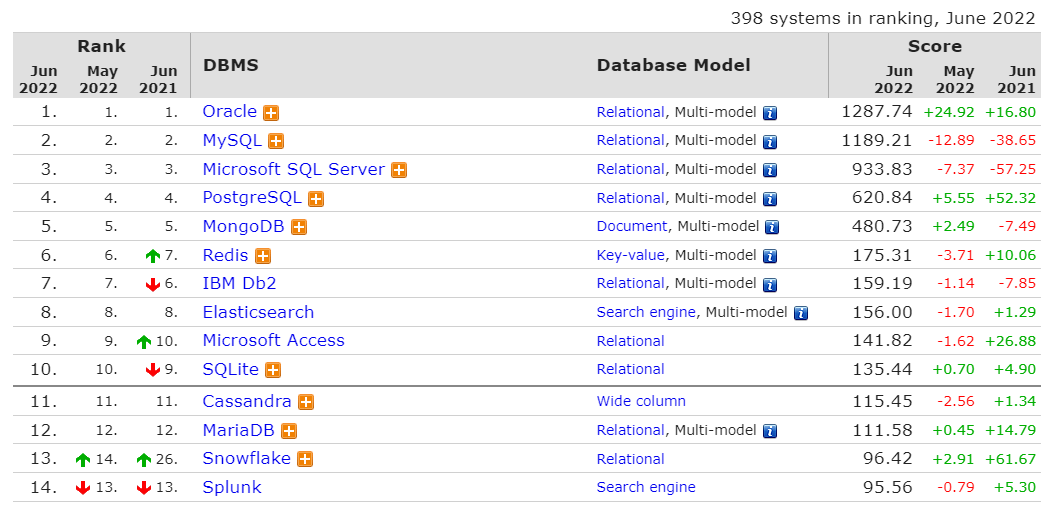 398 systems in ranking, June 2022
Rank DBMS Database Model Score
Jun 2022 May 2022 Jun 2021 Jun 2022 May 2022 Jun 2021
1. 1. 1. Oracle Relational, Multi-model 1287.74 +24.92 +16.80
2. 2. 2. MySQL Relational, Multi-model 1189.21 -12.89 -38.65
3. 3. 3. Microsoft SQL Server Relational, Multi-model 933.83 -7.37 -57.25
4. 4. 4. PostgreSQL Relational, Multi-model 620.84 +5.55 +52.32
5. 5. 5. MongoDB Document, Multi-model 480.73 +2.49 -7.49
6. 6. 7. Redis Key-value, Multi-model 175.31 -3.71 +10.06
7. 7. 6. IBM Db2 Relational, Multi-model 159.19 -1.14 -7.85
8. 8. 8. Elasticsearch Search engine, Multi-model 156.00 -1.70 +1.29
9. 9. 10. Microsoft Access Relational 141.82 -1.62 +26.88
10. 10. 9. SQLite Relational 135.44 +0.70 +4.90
11. 11. 11. Cassandra Wide column 115.45 -2.56 +1.34
12. 12. 12. MariaDB Relational, Multi-model 111.58 +0.45 +14.79
13. 14. 26. Snowflake Relational 96.42 +2.91 +61.67
14. 13. 13. Splunk Search engine 95.56 -0.79 +5.30